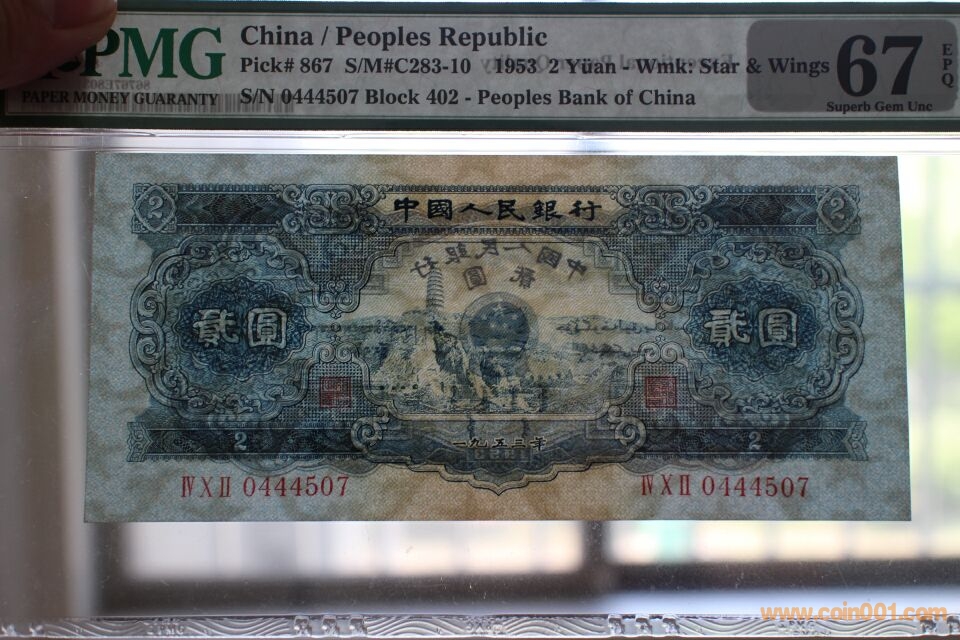 PMG
PAPER MONEY GUARANTY
China / Peoples Republic
Pick# 867 S/M#C283-10 1953 2 Yüan - Wmk: Star & Wings
S/N 0444507 Block 402 - Peoples Bank of China
67
EPQ
Superb Gem Unc
2
中國人民銀行
2
中國人民銀行
貳圓
貳圓
貳圓
2
一九五三年
2
ⅣⅩⅡ 0444507
ⅣⅩⅡ 0444507
www.coin001.com